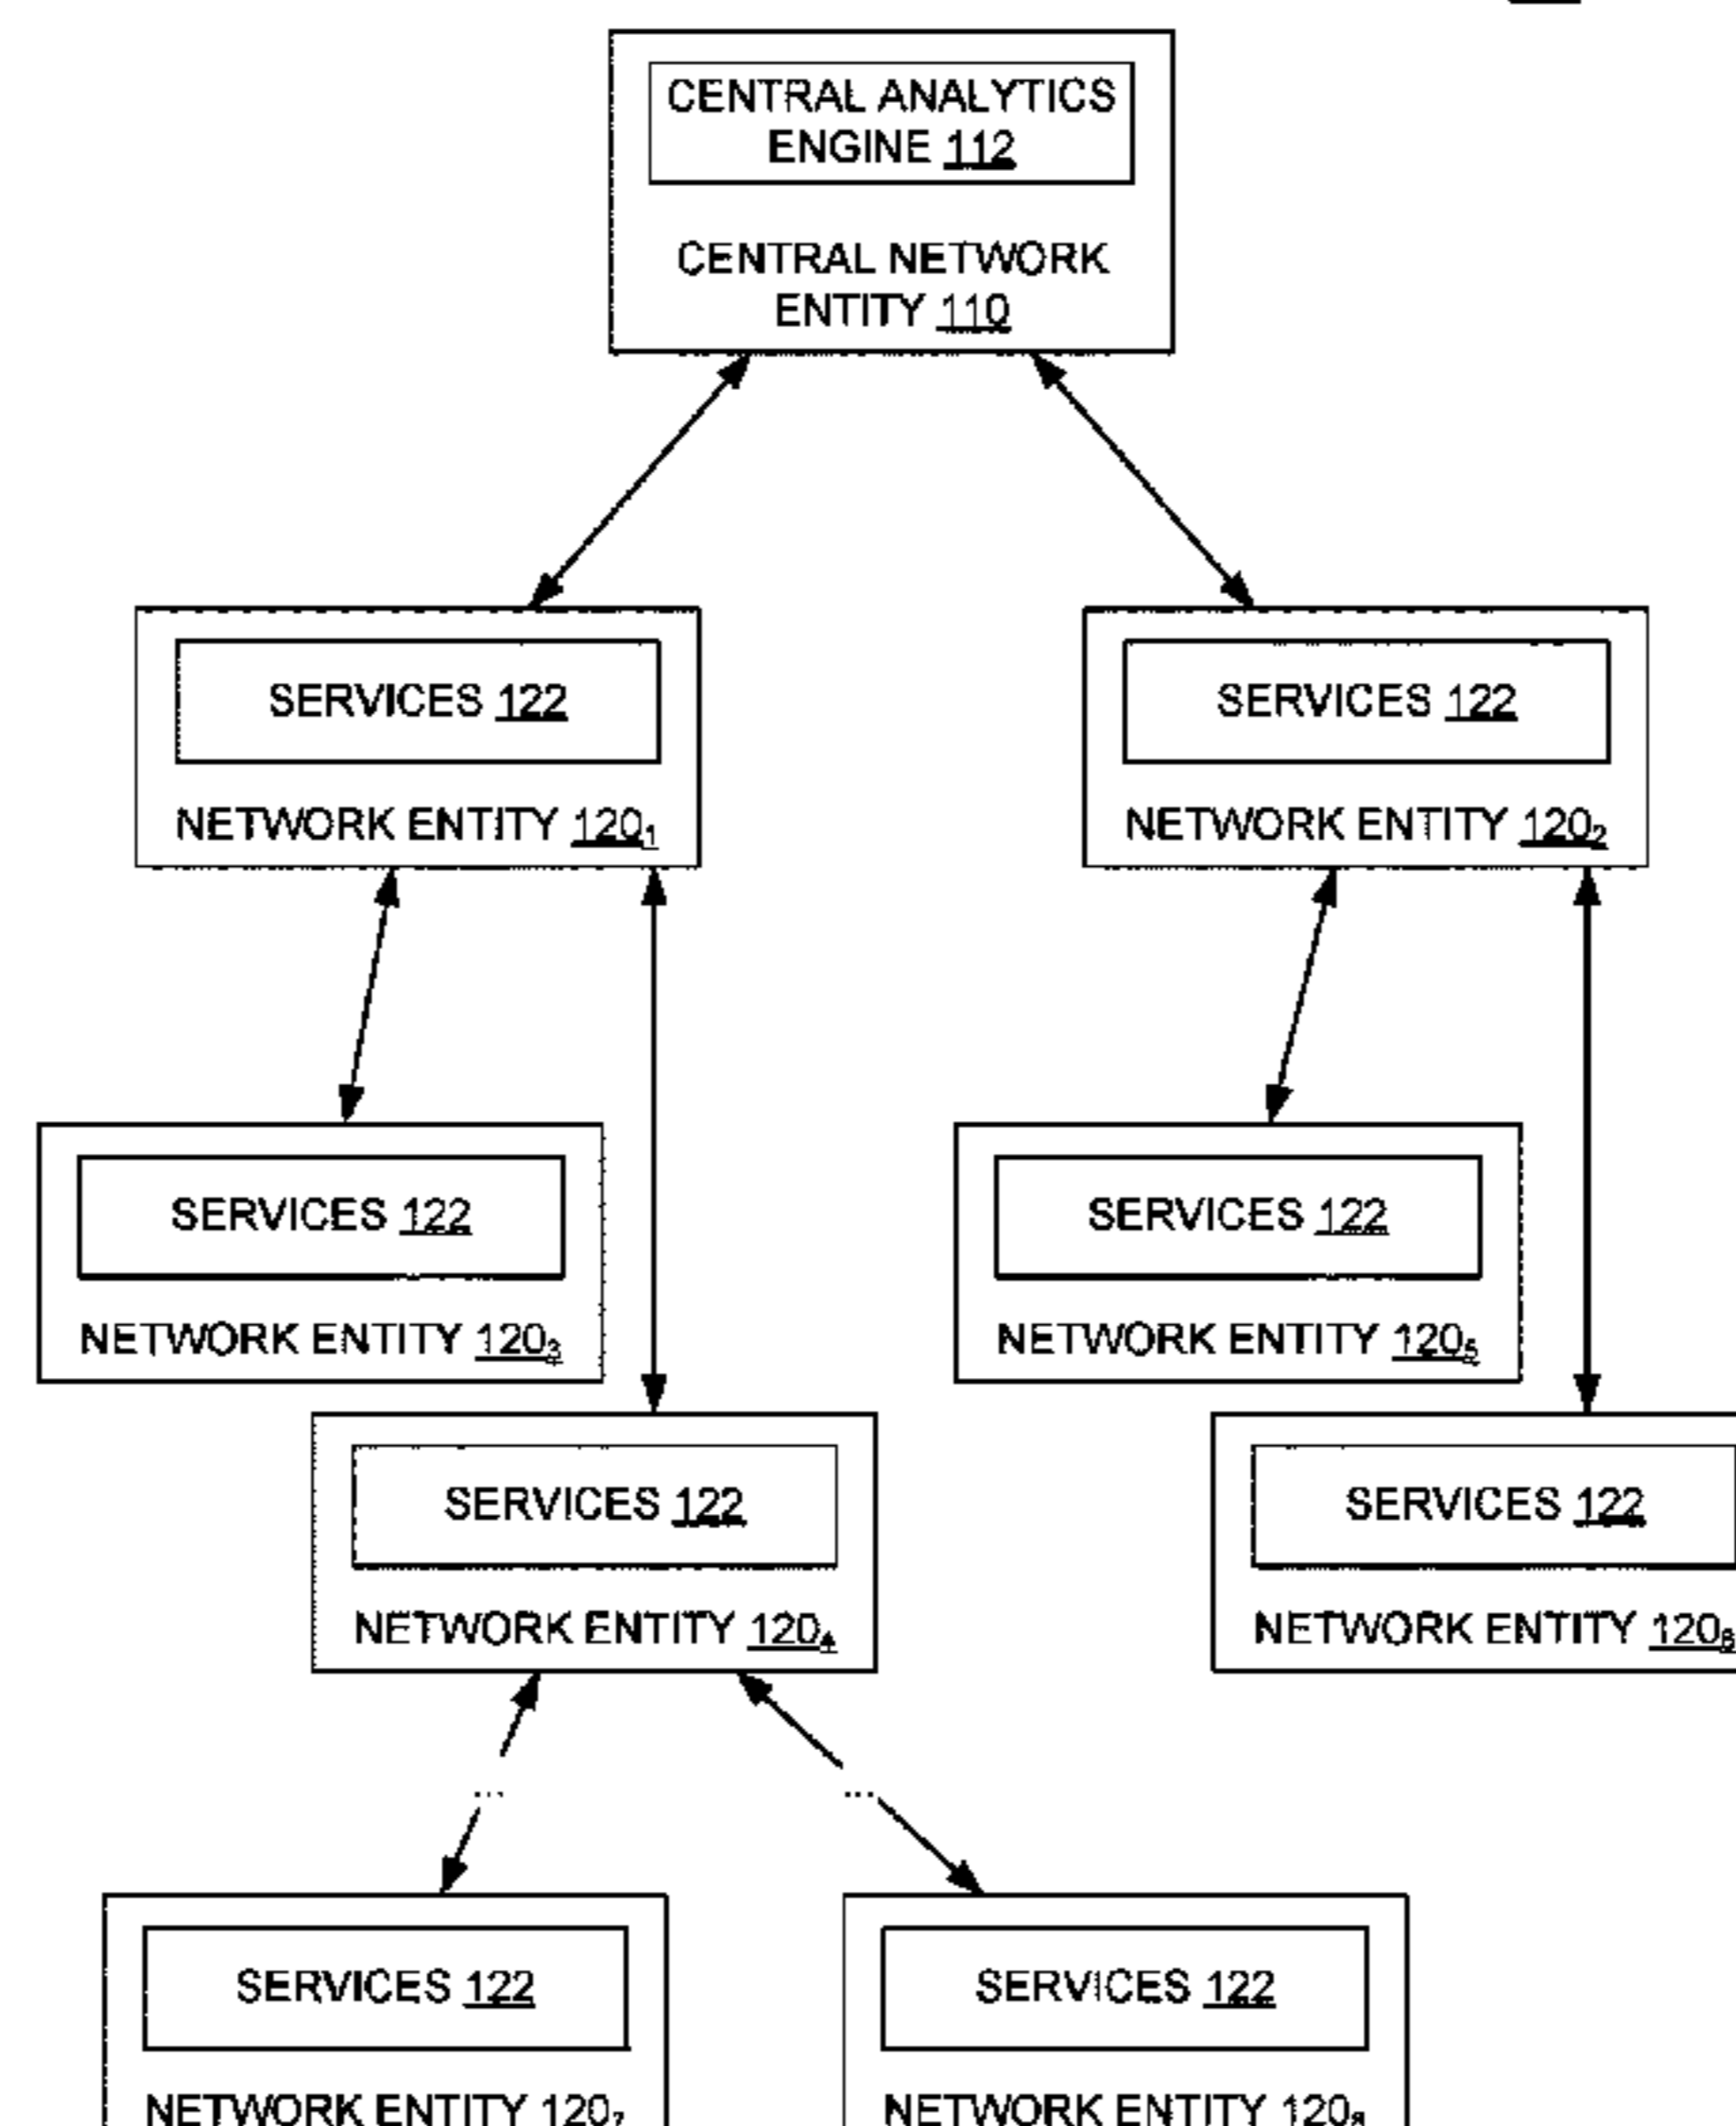 CENTRAL ANALYTICS
ENGINE 112
CENTRAL NETWORK
ENTITY 110
SERVICES 122
NETWORK ENTITY 120₁
SERVICES 122
NETWORK ENTITY 120₂
SERVICES 122
NETWORK ENTITY 120₃
SERVICES 122
NETWORK ENTITY 120₅
SERVICES 122
NETWORK ENTITY 120₄
SERVICES 122
NETWORK ENTITY 120₆
...
...
SERVICES 122
NETWORK ENTITY 120₇
SERVICES 122
NETWORK ENTITY 120₈